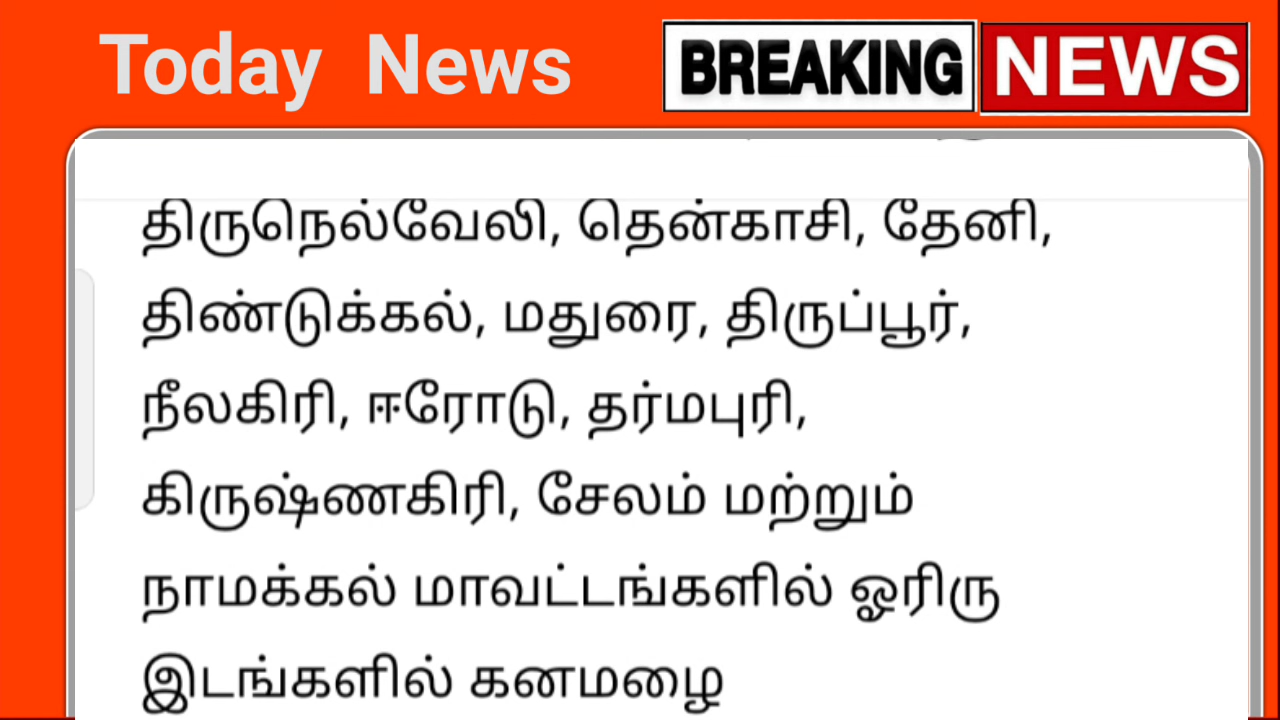 Today News
BREAKING NEWS
திருநெல்வேலி, தென்காசி, தேனி,
திண்டுக்கல், மதுரை, திருப்பூர்,
நீலகிரி, ஈரோடு, தர்மபுரி,
கிருஷ்ணகிரி, சேலம் மற்றும்
நாமக்கல் மாவட்டங்களில் ஓரிரு
இடங்களில் கனமழை